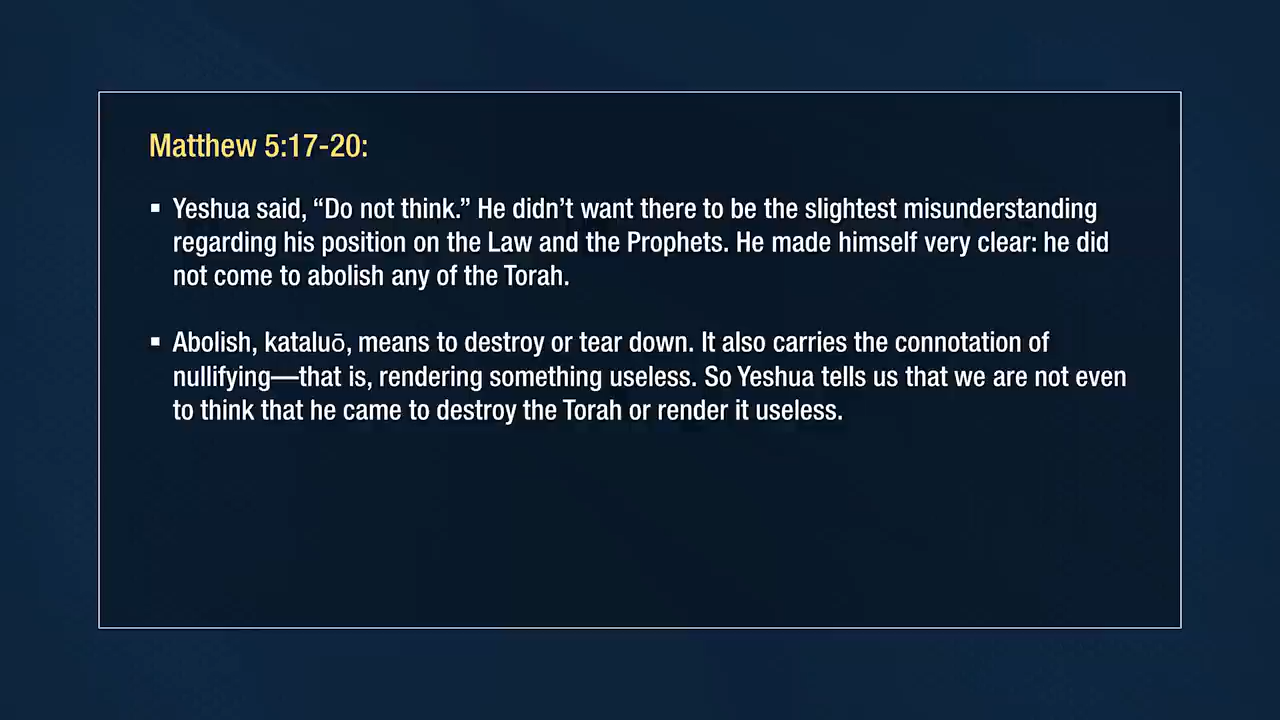 Matthew 5:17-20:
▪ Yeshua said, “Do not think.” He didn’t want there to be the slightest misunderstanding
regarding his position on the Law and the Prophets. He made himself very clear: he did
not come to abolish any of the Torah.
▪ Abolish, kataluō, means to destroy or tear down. It also carries the connotation of
nullifying—that is, rendering something useless. So Yeshua tells us that we are not even
to think that he came to destroy the Torah or render it useless.